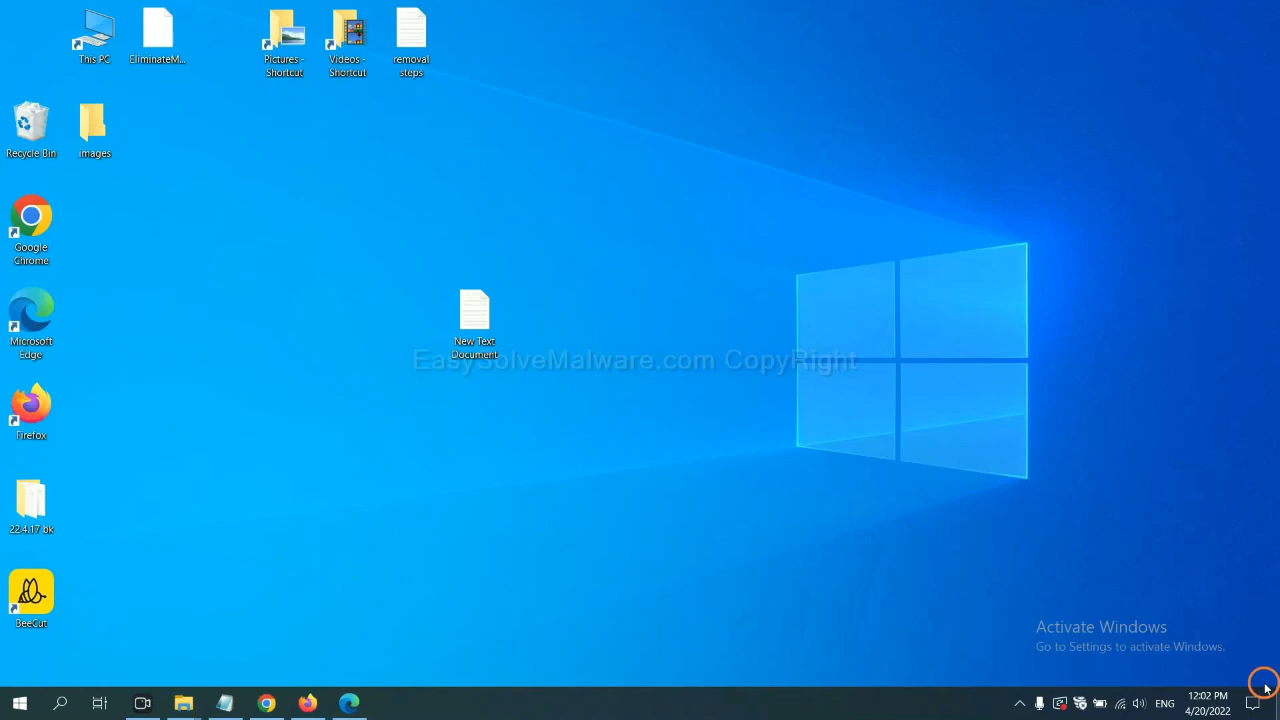 This PC
EliminateM...
Pictures -
Shortcut
Videos -
Shortcut
removal
steps
Recycle Bin
images
Google
Chrome
Microsoft
Edge
New Text
Document
EasySolveMalware.com CopyRight
Firefox
22.4.17 bk
BeeCut
Activate Windows
Go to Settings to activate Windows.
ENG
12:02 PM
4/20/2022